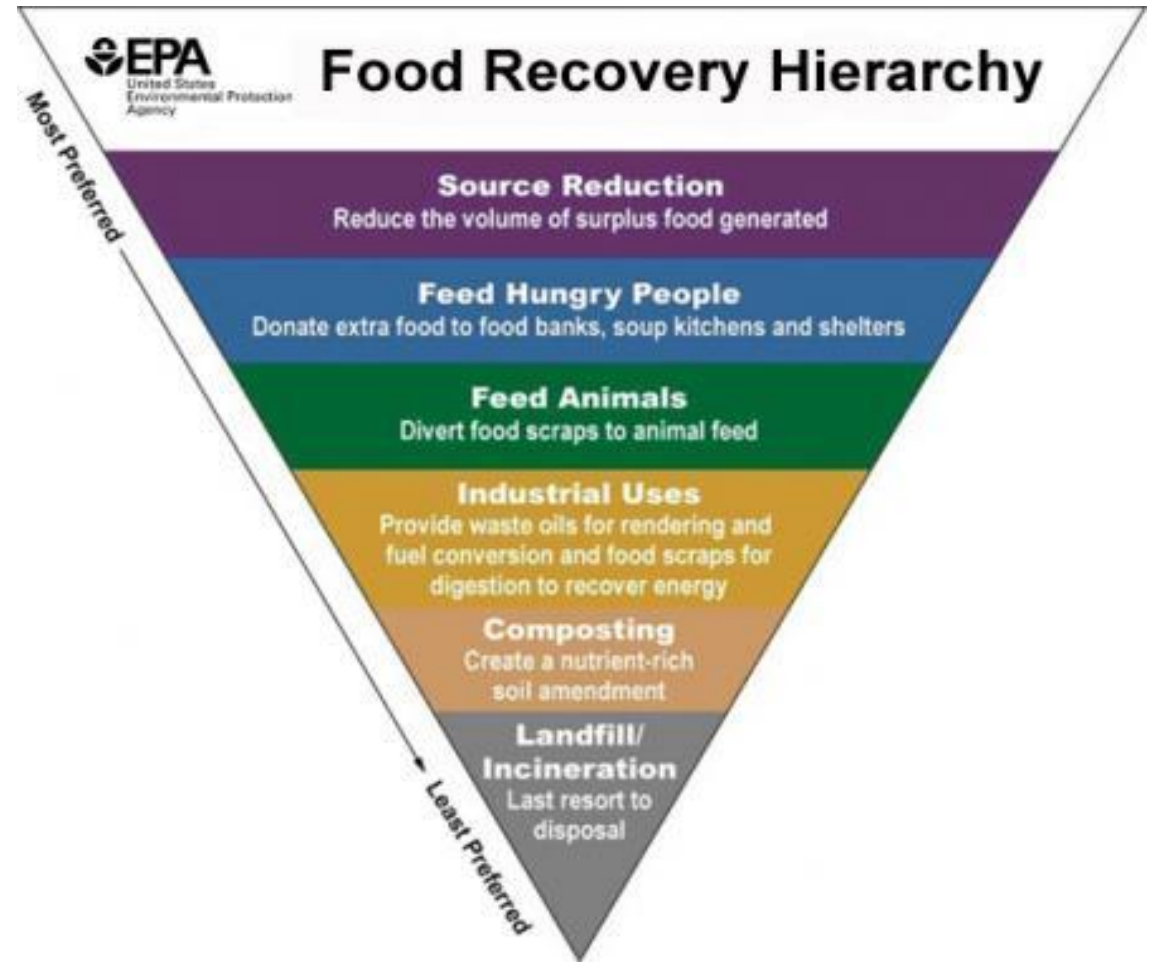 EPA
United States
Environmental Protection
Agency
Food Recovery Hierarchy
Most Preferred
Source Reduction
Reduce the volume of surplus food generated
Feed Hungry People
Donate extra food to food banks, soup kitchens and shelters
Feed Animals
Divert food scraps to animal feed
Industrial Uses
Provide waste oils for rendering and
fuel conversion and food scraps for
digestion to recover energy
Composting
Create a nutrient-rich
soil amendment
Landfill/
Incineration
Last resort to
disposal
Least Preferred